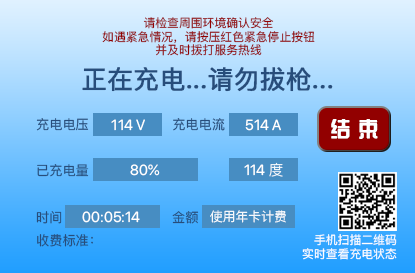 请检查周围环境确认安全
如遇紧急情况，请按压红色紧急停止按钮
并及时拨打服务热线
正在充电...请勿拔枪...
充电电压 114 V 充电电流 514 A
结 束
已充电量 80% 114 度
时间 00:05:14 金额 使用年卡计费
收费标准：
手机扫描二维码
实时查看充电状态